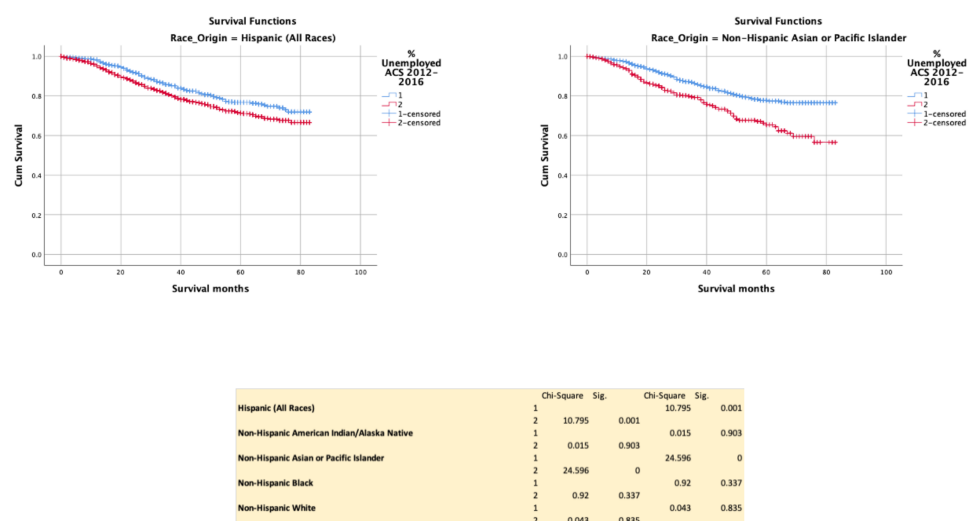 Survival Functions
Race_Origin = Hispanic (All Races)
% Unemployed ACS 2012-2016
1
2
1-censored
2-censored
Cum Survival
1.0
0.8
0.6
0.4
0.2
0.0
0 20 40 60 80 100
Survival months
Survival Functions
Race_Origin = Non-Hispanic Asian or Pacific Islander
%
Unemployed
ACS 2012-
2016
1
2
1-censored
2-censored
Cum Survival
1.0
0.8
0.6
0.4
0.2
0.0
0 20 40 60 80 100
Survival months
Chi-Square Sig. Chi-Square Sig.
Hispanic (All Races) 1 10.795 0.001
2 10.795 0.001
Non-Hispanic American Indian/Alaska Native 1 0.015 0.903
2 0.015 0.903
Non-Hispanic Asian or Pacific Islander 1 24.596 0
2 24.596 0
Non-Hispanic Black 1 0.92 0.337
2 0.92 0.337
Non-Hispanic White 1 0.043 0.835
2 0.043 0.835